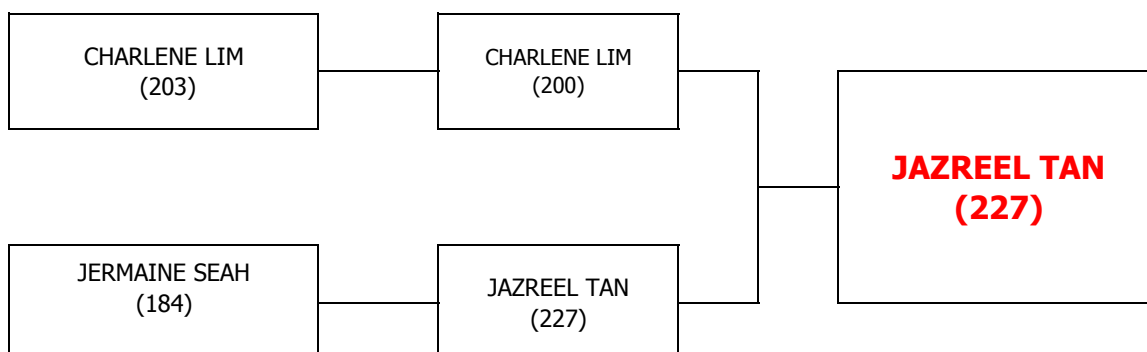 CHARLENE LIM
(203)
CHARLENE LIM
(200)
JAZREEL TAN
(227)
JERMAINE SEAH
(184)
JAZREEL TAN
(227)